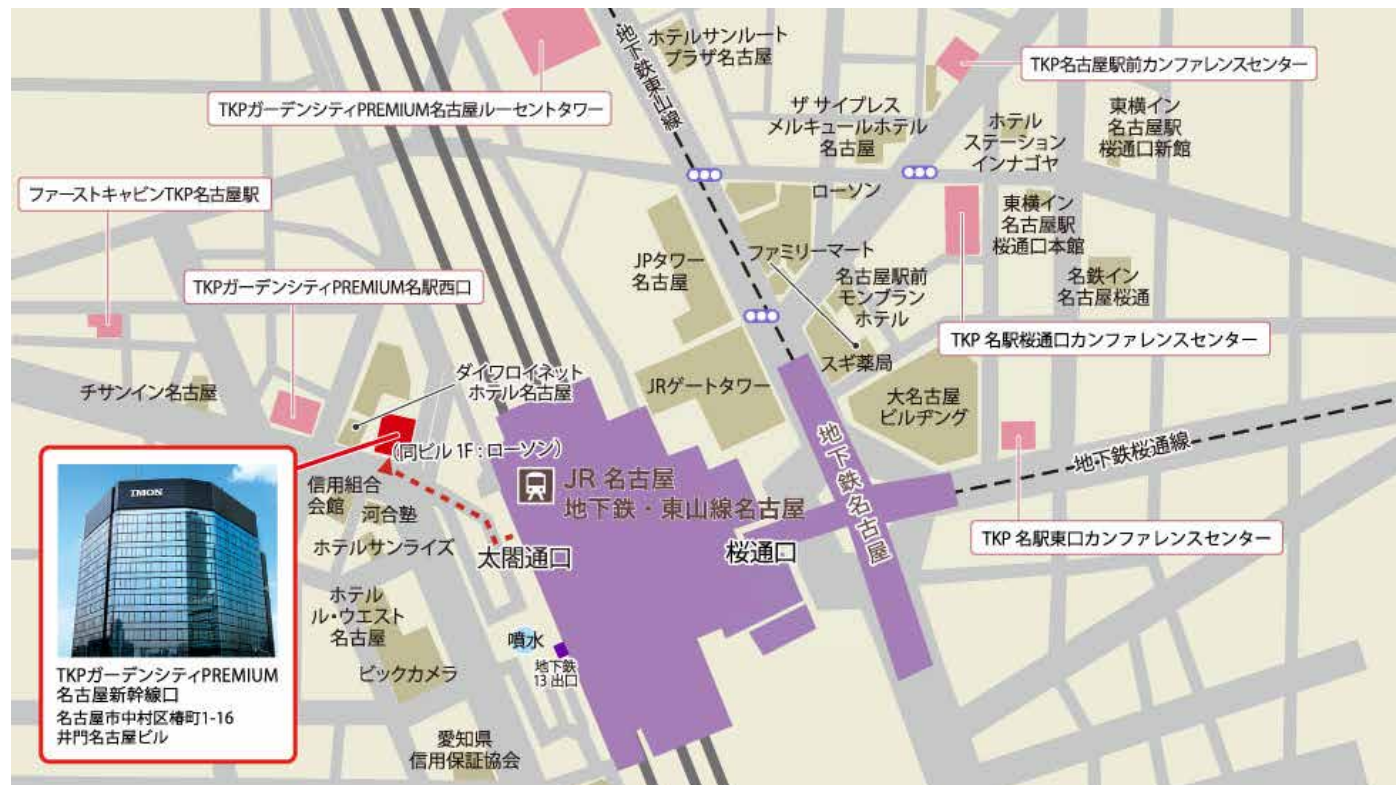 地下鉄東山線
ホテルサンルート
プラザ名古屋
TKP名古屋駅前カンファレンスセンター
TKPガーデンシティPREMIUM名古屋ルーセントタワー
ザ サイプレス
メルキュールホテル
名古屋
ホテル
ステーション
インナゴヤ
東横イン
名古屋駅
桜通口新館
ファーストキャビンTKP名古屋駅
ローソン
東横イン
名古屋駅
桜通口本館
JPタワー
名古屋
ファミリーマート
名古屋駅前
モンブラン
ホテル
名鉄イン
名古屋桜通
TKPガーデンシティPREMIUM名駅西口
TKP 名駅桜通口カンファレンスセンター
スギ薬局
チサンイン名古屋
ダイワロイネット
ホテル名古屋
JRゲートタワー
大名古屋
ビルヂング
(同ビル 1F:ローソン)
地下鉄名古屋
地下鉄桜通線
JR 名古屋
地下鉄・東山線名古屋
信用組合
会館
河合塾
ホテルサンライズ
太閤通口
桜通口
TKP 名駅東口カンファレンスセンター
IMON
ホテル
ル・ウエスト
名古屋
噴水
地下鉄
13 出口
ビックカメラ
TKPガーデンシティPREMIUM
名古屋新幹線口
名古屋市中村区椿町1-16
井門名古屋ビル
愛知県
信用保証協会